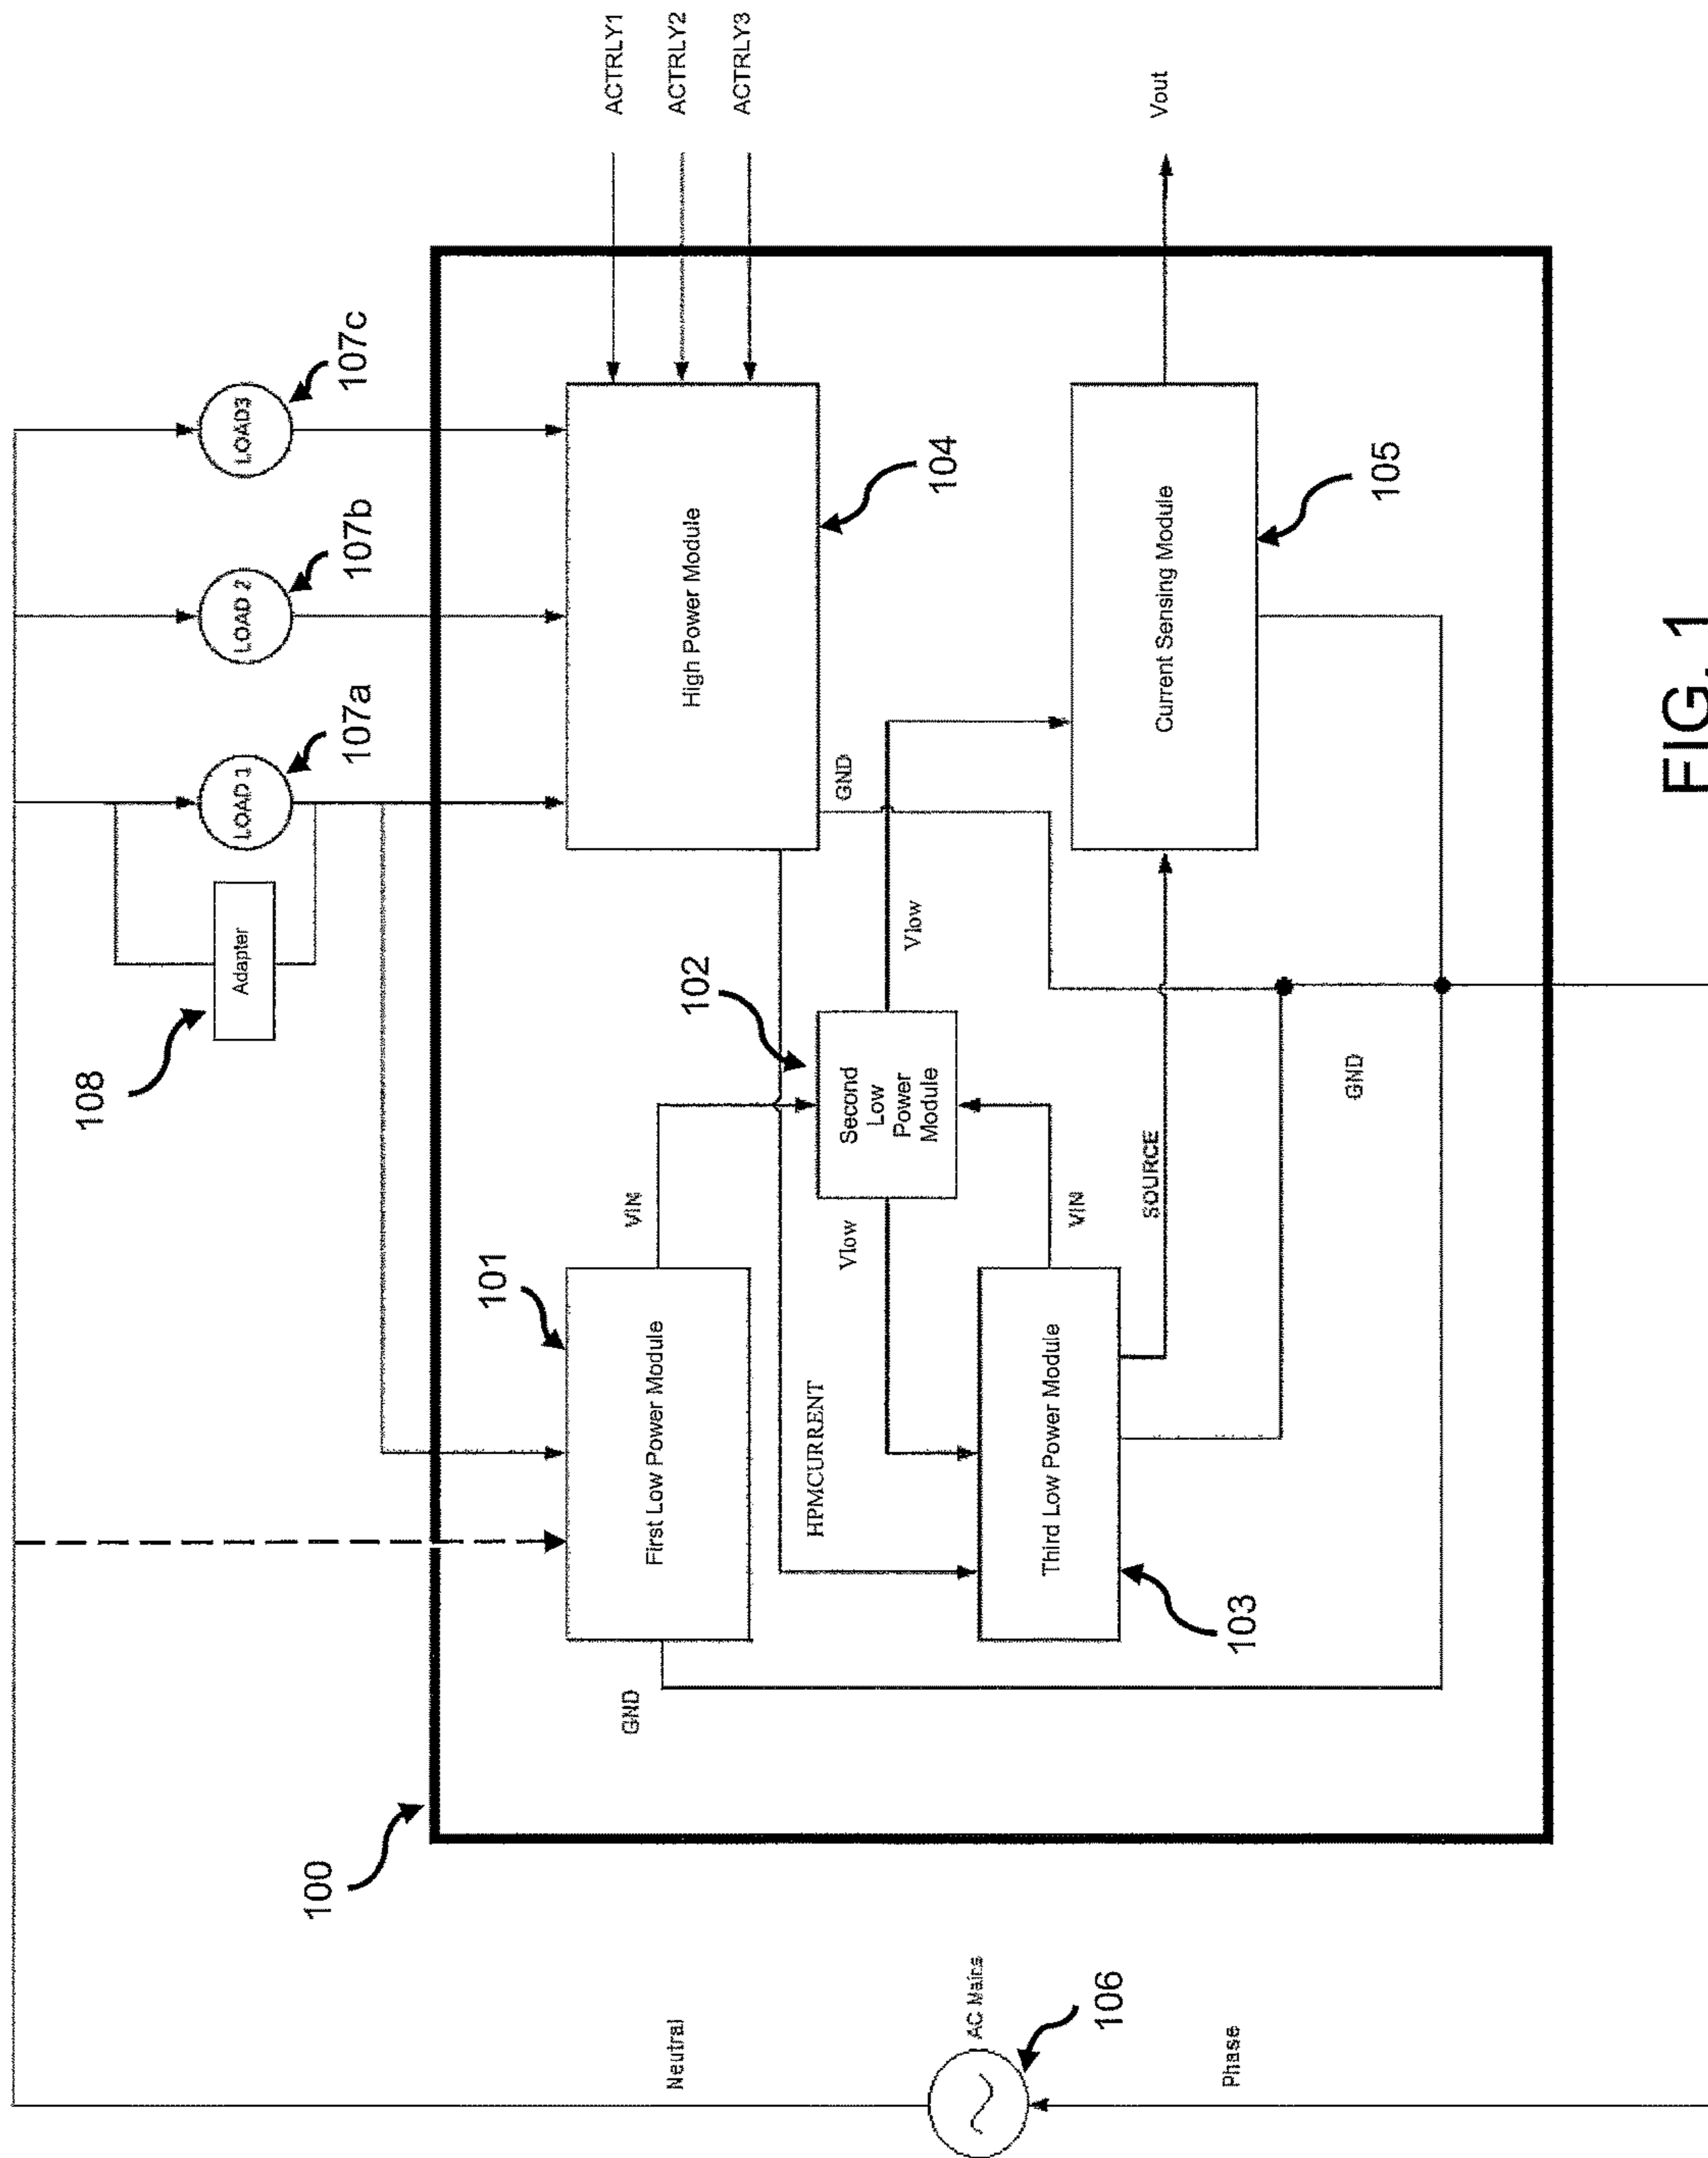 Neutral
AC Mains
106
Phase
100
108
Adapter
LOAD 1
107a
LOAD 2
107b
LOAD3
107c
ACTRLY1
ACTRLY2
ACTRLY3
101
First Low Power Module
GND
VIN
102
Second
Low
Power
Module
High Power Module
104
GND
HPMCURRENT
Vlow
Vlow
Third Low Power Module
103
VIN
SOURCE
Current Sensing Module
105
Vout
GND
FIG. 1